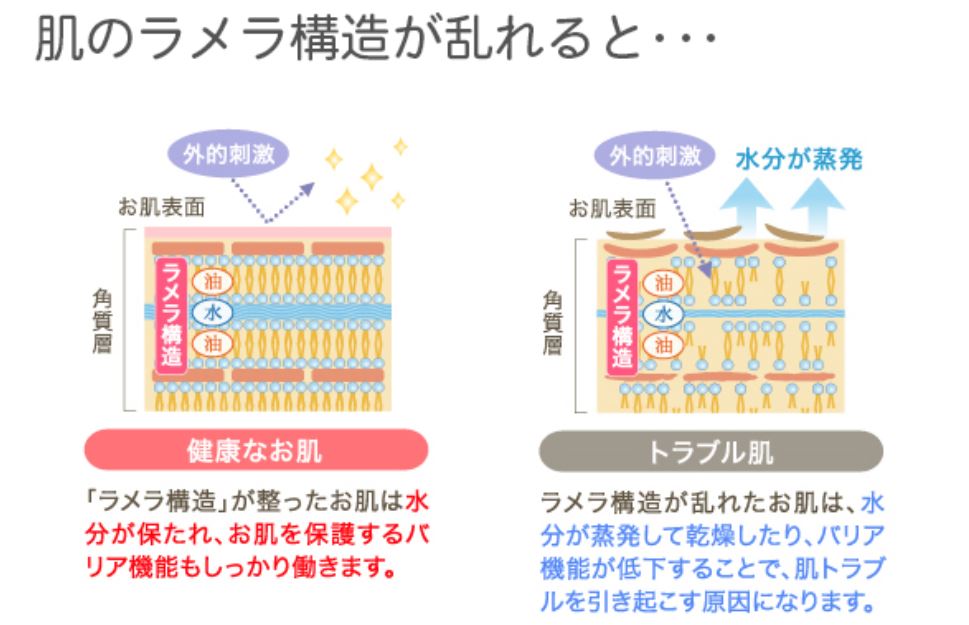 肌のラメラ構造が乱れると・・・
外的刺激
お肌表面
角質層
ラメラ構造
油
水
油
健康なお肌
「ラメラ構造」が整ったお肌は水
分が保たれ、お肌を保護するバ
リア機能もしっかり働きます。
外的刺激
水分が蒸発
お肌表面
角質層
ラメラ構造
油
水
油
トラブル肌
ラメラ構造が乱れたお肌は、水
分が蒸発して乾燥したり、バリア
機能が低下することで、肌トラブ
ルを引き起こす原因になります。